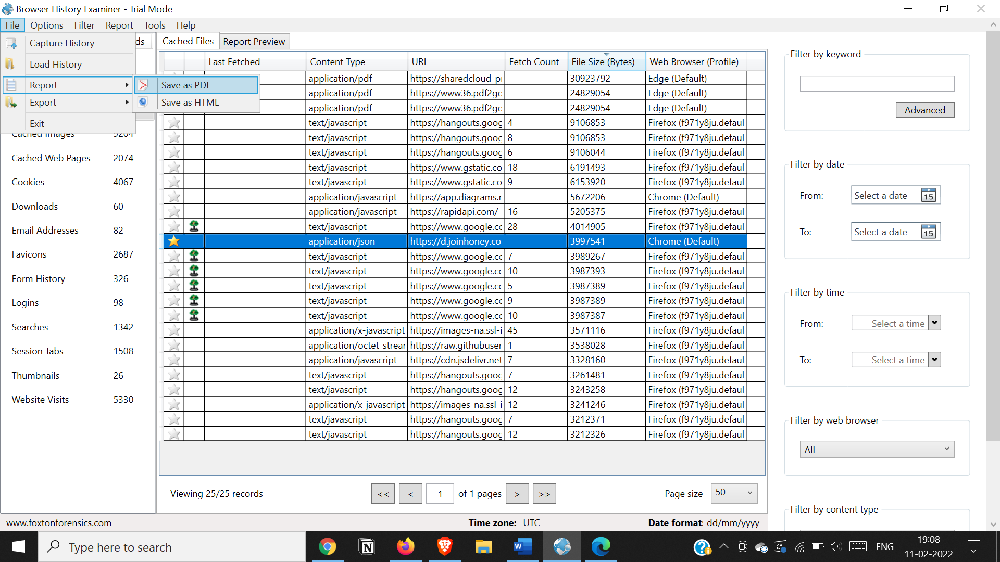 Browser History Examiner - Trial Mode
File Options Filter Report Tools Help
Capture History
Load History
Report
Export
Exit
Save as PDF
Save as HTML
ds
Cached Images 9204
Cached Web Pages 2074
Cookies 4067
Downloads 60
Email Addresses 82
Favicons 2687
Form History 326
Logins 98
Searches 1342
Session Tabs 1508
Thumbnails 26
Website Visits 5330
Cached Files Report Preview
Last Fetched Content Type URL Fetch Count File Size (Bytes) Web Browser (Profile)
application/pdf https://sharedcloud-pr 30923792 Edge (Default)
application/pdf https://www36.pdf2go 24829054 Edge (Default)
application/pdf https://www36.pdf2go 24829054 Edge (Default)
text/javascript https://hangouts.goog 4 9106853 Firefox (f971y8ju.defaul
text/javascript https://hangouts.goog 8 9106853 Firefox (f971y8ju.defaul
text/javascript https://hangouts.goog 6 9106044 Firefox (f971y8ju.defaul
text/javascript https://www.gstatic.co 18 6191493 Firefox (f971y8ju.defaul
text/javascript https://www.gstatic.co 9 6153920 Firefox (f971y8ju.defaul
application/javascript https://app.diagrams.r 5672206 Chrome (Default)
application/javascript https://rapidapi.com/_ 16 5205375 Firefox (f971y8ju.defaul
text/javascript https://www.google.cc 28 4014905 Firefox (f971y8ju.defaul
application/json https://d.joinhoney.co 3997541 Chrome (Default)
text/javascript https://www.google.cc 7 3989267 Firefox (f971y8ju.defaul
text/javascript https://www.google.cc 10 3987393 Firefox (f971y8ju.defaul
text/javascript https://www.google.cc 5 3987389 Firefox (f971y8ju.defaul
text/javascript https://www.google.cc 9 3987389 Firefox (f971y8ju.defaul
text/javascript https://www.google.cc 10 3987387 Firefox (f971y8ju.defaul
application/x-javascript https://images-na.ssl-i 45 3571116 Firefox (f971y8ju.defaul
application/octet-strear https://raw.githubuser 1 3538028 Firefox (f971y8ju.defaul
application/javascript https://cdn.jsdelivr.net 7 3328160 Firefox (f971y8ju.defaul
text/javascript https://hangouts.goog 7 3261481 Firefox (f971y8ju.defaul
text/javascript https://hangouts.goog 12 3243258 Firefox (f971y8ju.defaul
application/x-javascript https://images-na.ssl-i 12 3241246 Firefox (f971y8ju.defaul
text/javascript https://hangouts.goog 7 3212371 Firefox (f971y8ju.defaul
text/javascript https://hangouts.goog 12 3212326 Firefox (f971y8ju.defaul
Viewing 25/25 records << < 1 of 1 pages > >> Page size 50
Filter by keyword
Advanced
Filter by date
From: Select a date 15
To: Select a date 15
Filter by time
From: Select a time
To: Select a time
Filter by web browser
All
Filter by content type
www.foxtonforensics.com Time zone: UTC Date format: dd/mm/yyyy
Type here to search
ENG
19:08
11-02-2022